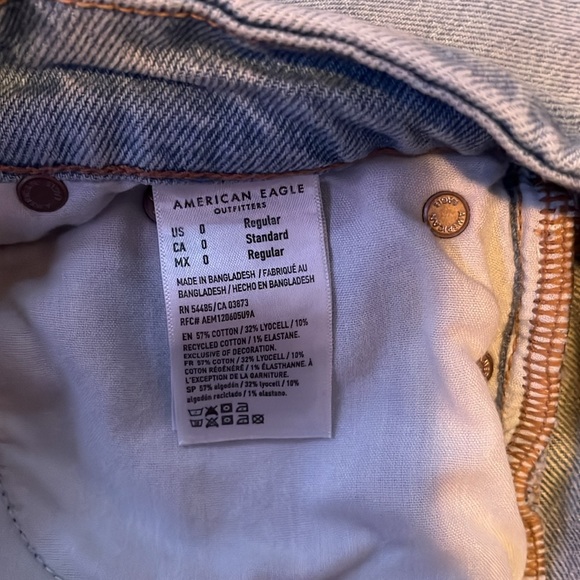 AMERICAN EAGLE
OUTFITTERS
US 0 Regular
CA 0 Standard
MX 0 Regular
MADE IN BANGLADESH / FABRIQUÉ AU
BANGLADESH / HECHO EN BANGLADESH
RN 54485/CA 03873
RFC# AEM120605U9A
EN 57% COTTON / 32% LYOCELL / 10%
RECYCLED COTTON / 1% ELASTANE.
EXCLUSIVE OF DECORATION.
FR 57% COTON / 32% LYOCELL / 10%
COTON RÉGÉNÉRÉ / 1% ÉLASTHANNE À
L'EXCEPTION DE LA GARNITURE.
SP 57% algodón / 32% lyocell / 10%
algodón reciclado / 1% elastano.